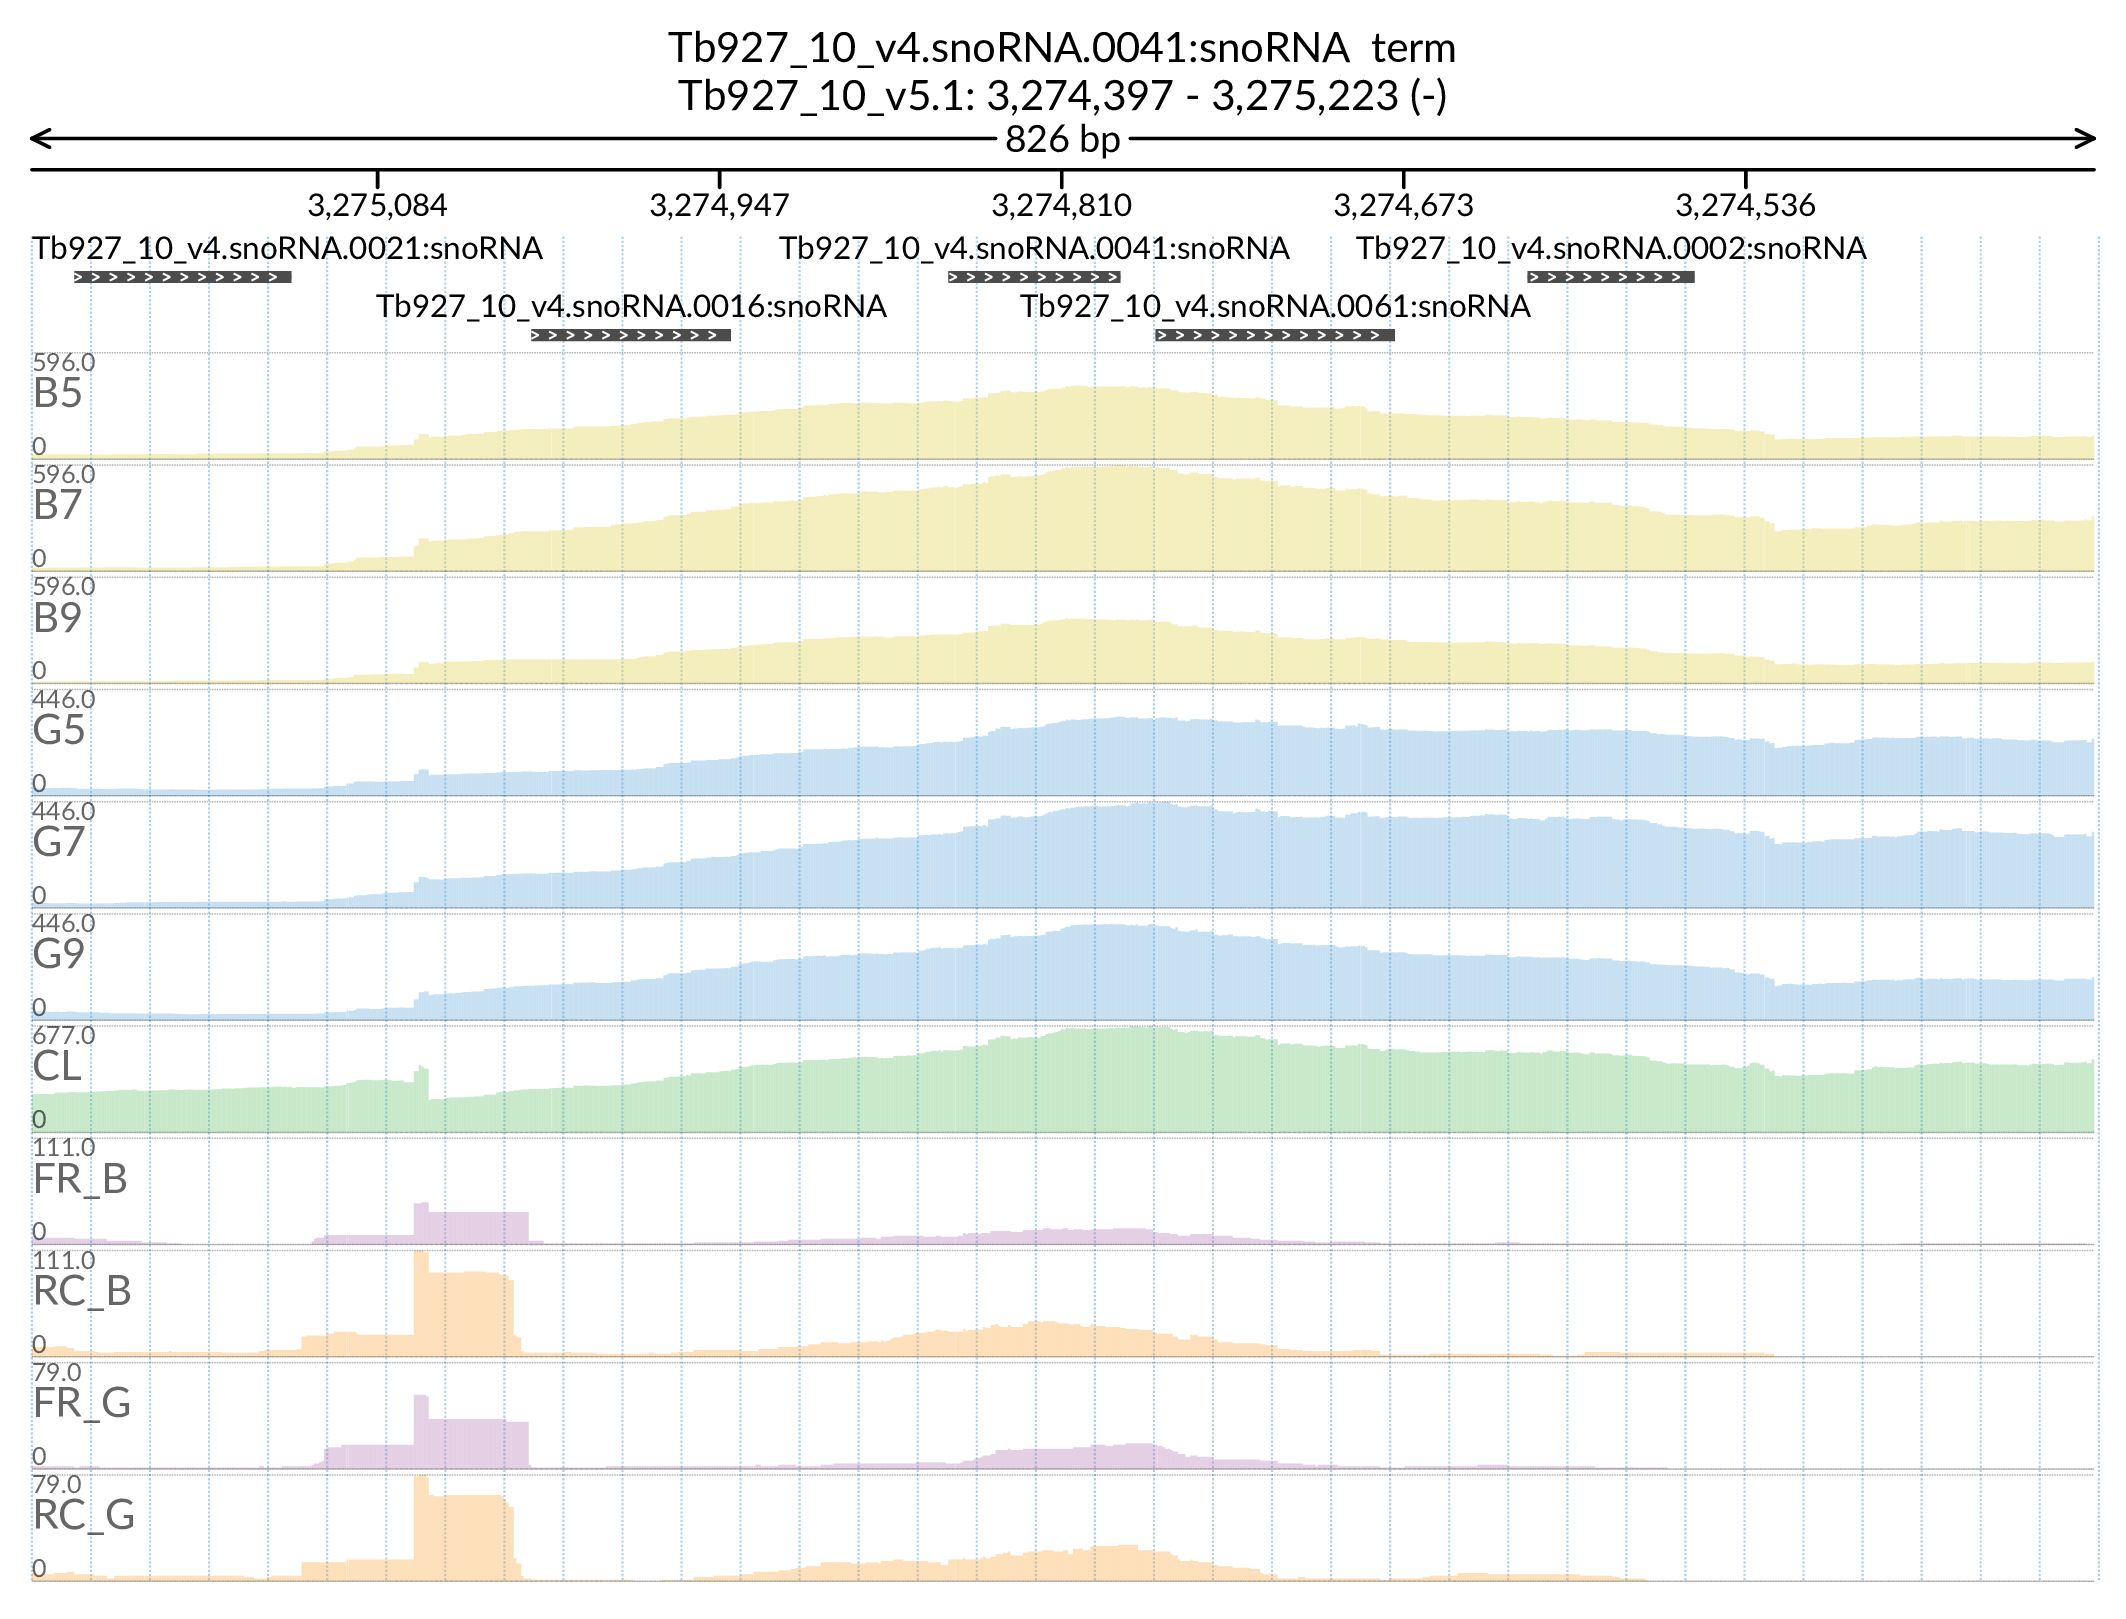 Tb927_10_v4.snoRNA.0041:snoRNA term
Tb927_10_v5.1: 3,274,397 - 3,275,223 (-)
826 bp
3,275,084 3,274,947 3,274,810 3,274,673 3,274,536
Tb927_10_v4.snoRNA.0021:snoRNA Tb927_10_v4.snoRNA.0041:snoRNA Tb927_10_v4.snoRNA.0002:snoRNA
Tb927_10_v4.snoRNA.0016:snoRNA Tb927_10_v4.snoRNA.0061:snoRNA
596.0
B5
0
596.0
B7
0
596.0
B9
0
446.0
G5
0
446.0
G7
0
446.0
G9
0
677.0
CL
0
111.0
FR_B
0
111.0
RC_B
0
79.0
FR_G
0
79.0
RC_G
0